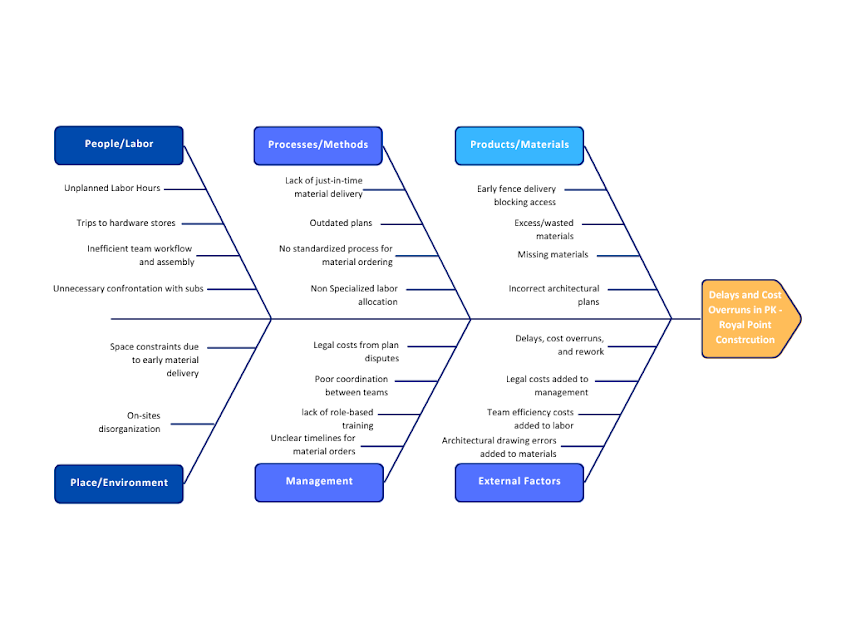 People/Labor
Processes/Methods
Products/Materials
Unplanned Labor Hours
Trips to hardware stores
Inefficient team workflow
and assembly
Unnecessary confrontation with subs
Lack of just-in-time
material delivery
Outdated plans
No standardized process for
material ordering
Non Specialized labor
allocation
Early fence delivery
blocking access
Excess/wasted
materials
Missing materials
Incorrect architectural
plans
Delays and Cost
Overruns in PK -
Royal Point
Constrcution
Space constraints due
to early material
delivery
On-sites
disorganization
Legal costs from plan
disputes
Poor coordination
between teams
lack of role-based
training
Unclear timelines for
material orders
Delays, cost overruns,
and rework
Legal costs added to
management
Team efficiency costs
added to labor
Architectural drawing errors
added to materials
Place/Environment
Management
External Factors